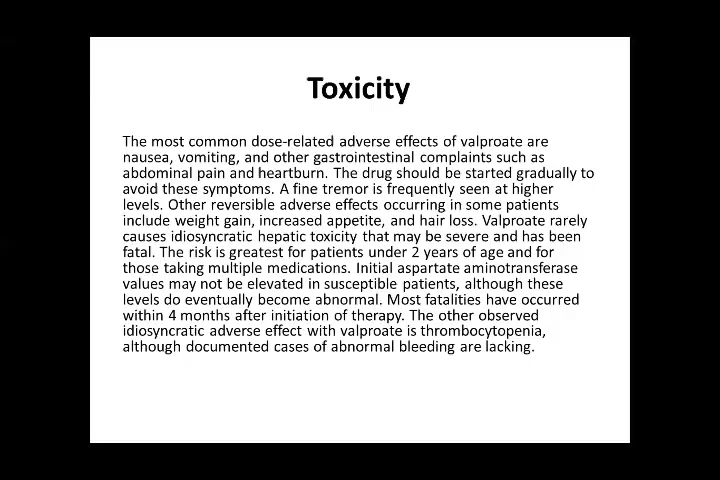 Toxicity
The most common dose-related adverse effects of valproate are
nausea, vomiting, and other gastrointestinal complaints such as
abdominal pain and heartburn. The drug should be started gradually to
avoid these symptoms. A fine tremor is frequently seen at higher
levels. Other reversible adverse effects occurring in some patients
include weight gain, increased appetite, and hair loss. Valproate rarely
causes idiosyncratic hepatic toxicity that may be severe and has been
fatal. The risk is greatest for patients under 2 years of age and for
those taking multiple medications. Initial aspartate aminotransferase
values may not be elevated in susceptible patients, although these
levels do eventually become abnormal. Most fatalities have occurred
within 4 months after initiation of therapy. The other observed
idiosyncratic adverse effect with valproate is thrombocytopenia,
although documented cases of abnormal bleeding are lacking.